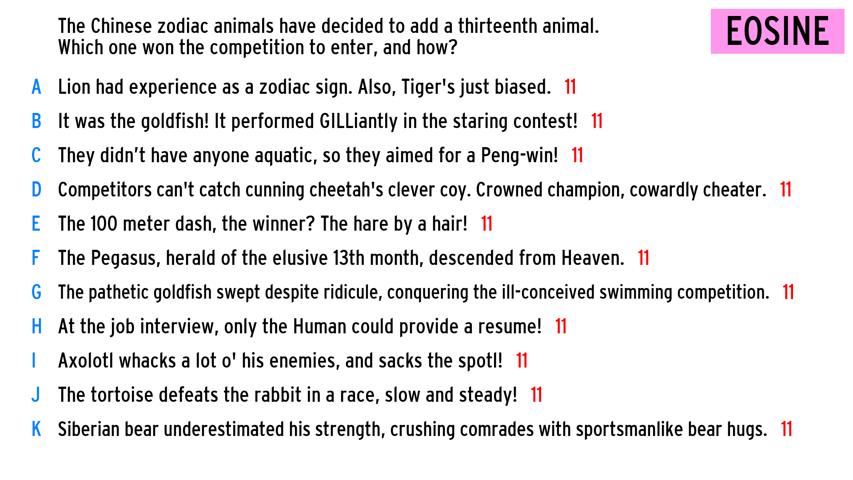 The Chinese zodiac animals have decided to add a thirteenth animal.
Which one won the competition to enter, and how?
EOSINE
A Lion had experience as a zodiac sign. Also, Tiger's just biased. 11
B It was the goldfish! It performed GILLiantly in the staring contest! 11
C They didn’t have anyone aquatic, so they aimed for a Peng-win! 11
D Competitors can't catch cunning cheetah's clever coy. Crowned champion, cowardly cheater. 11
E The 100 meter dash, the winner? The hare by a hair! 11
F The Pegasus, herald of the elusive 13th month, descended from Heaven. 11
G The pathetic goldfish swept despite ridicule, conquering the ill-conceived swimming competition. 11
H At the job interview, only the Human could provide a resume! 11
I Axolotl whacks a lot o' his enemies, and sacks the spotl! 11
J The tortoise defeats the rabbit in a race, slow and steady! 11
K Siberian bear underestimated his strength, crushing comrades with sportsmanlike bear hugs. 11